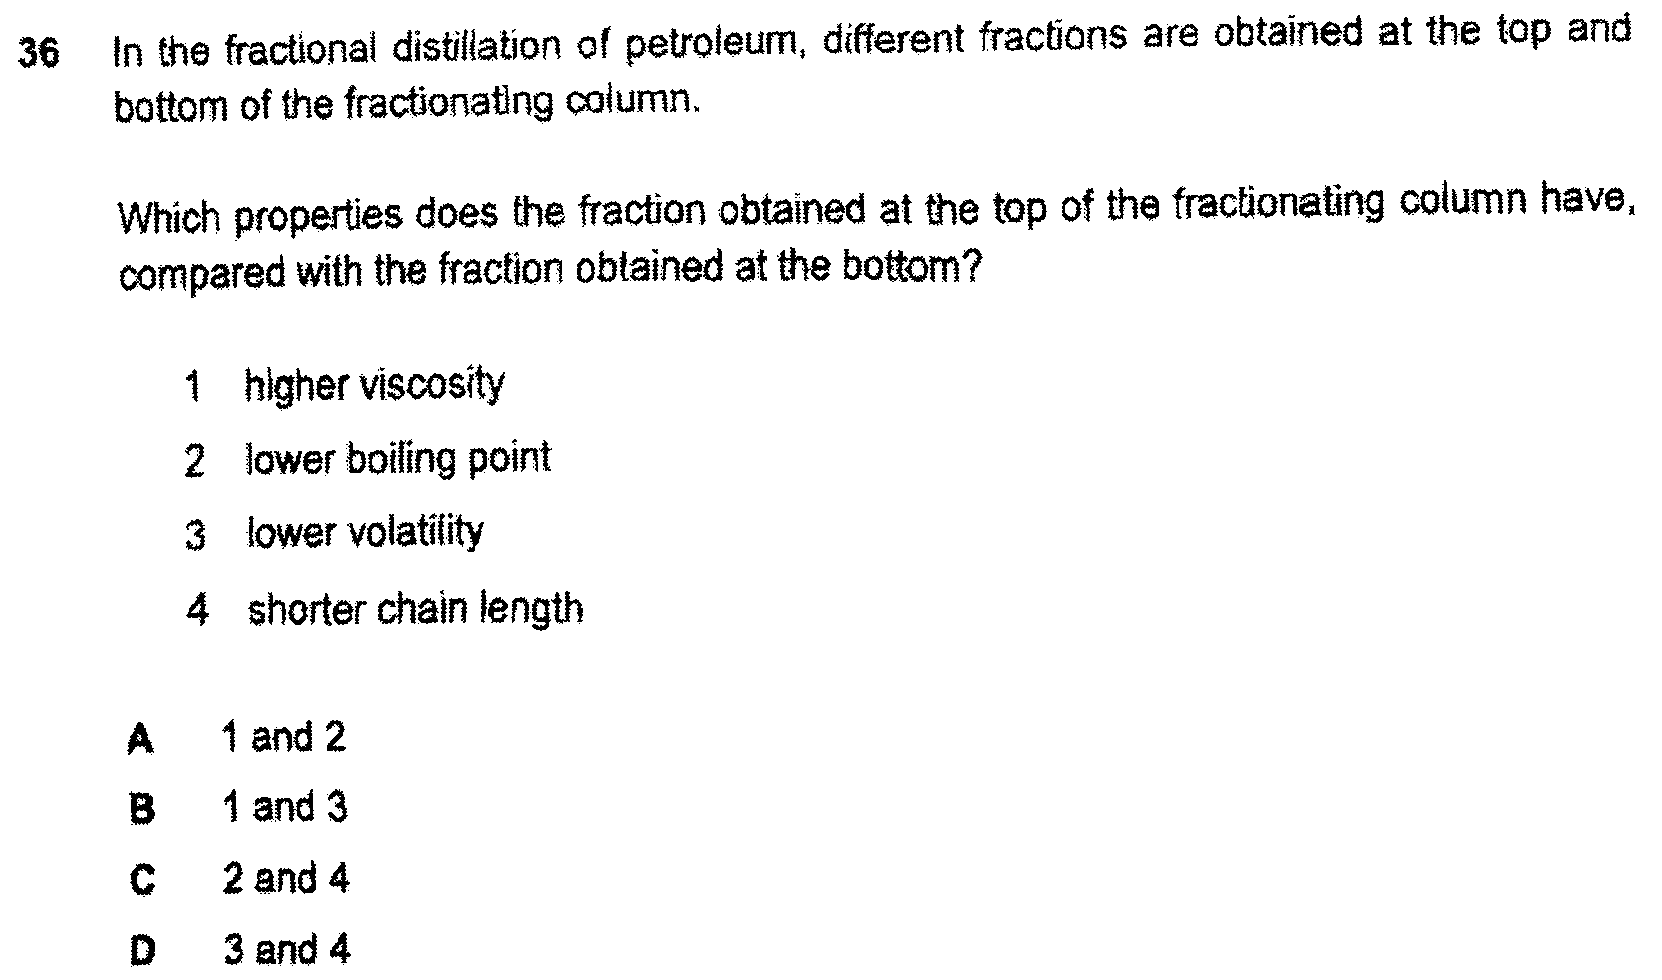 36 In the fractional distillation of petroleum, different fractions are obtained at the top and
bottom of the fractionating column.
Which properties does the fraction obtained at the top of the fractionating column have,
compared with the fraction obtained at the bottom?
1 higher viscosity
2 lower boiling point
3 lower volatility
4 shorter chain length
A 1 and 2
B 1 and 3
C 2 and 4
D 3 and 4